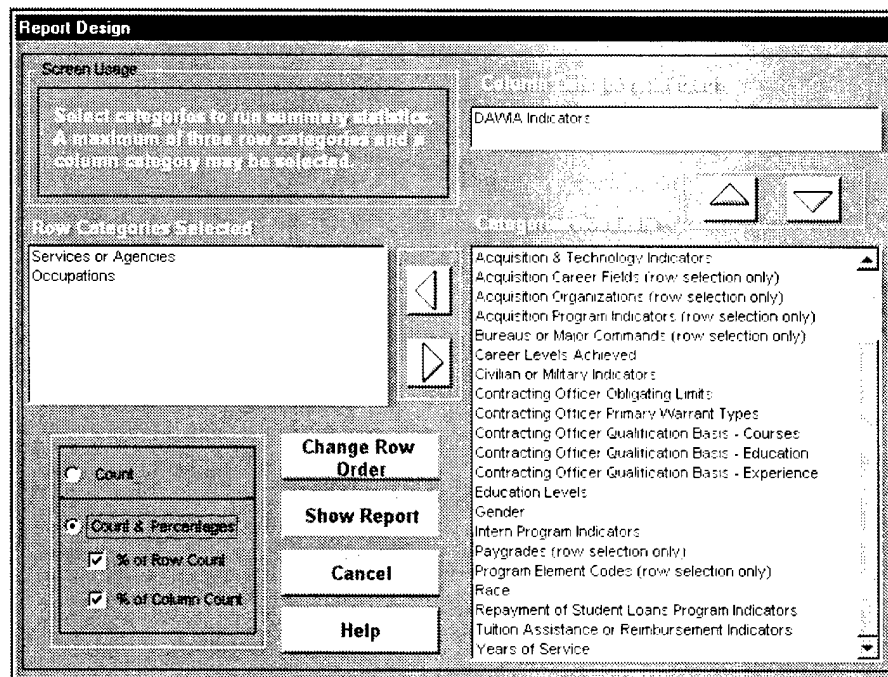 Report Design
Screen Usage
Select categories to run summary statistics.
A maximum of three row categories and a
column category may be selected.
Column
DAWIA Indicators
Row Categories Selected
Services or Agencies
Occupations
Categories
Acquisition & Technology Indicators
Acquisition Career Fields (row selection only)
Acquisition Organizations (row selection only)
Acquisition Program Indicators (row selection only)
Bureaus or Major Commands (row selection only)
Career Levels Achieved
Civilian or Military Indicators
Contracting Officer Obligating Limits
Contracting Officer Primary Warrant Types
Contracting Officer Qualification Basis - Courses
Contracting Officer Qualification Basis - Education
Contracting Officer Qualification Basis - Experience
Education Levels
Gender
Intern Program Indicators
Paygrades (row selection only)
Program Element Codes (row selection only)
Race
Repayment of Student Loans Program Indicators
Tuition Assistance or Reimbursement Indicators
Years of Service
Count
Count & Percentages
% of Row Count
% of Column Count
Change Row
Order
Show Report
Cancel
Help